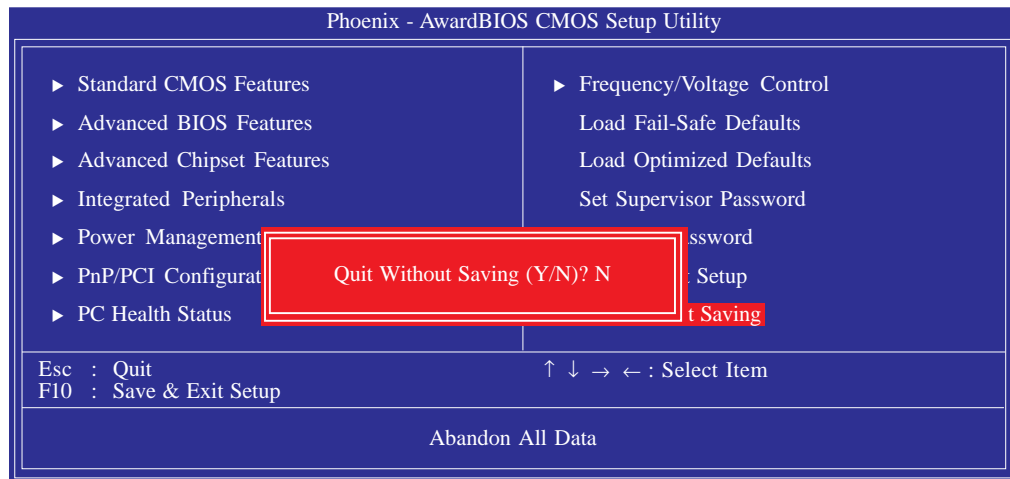 Phoenix - AwardBIOS CMOS Setup Utility
▶ Standard CMOS Features
▶ Advanced BIOS Features
▶ Advanced Chipset Features
▶ Integrated Peripherals
▶ Power Management
▶ PnP/PCI Configurat
▶ PC Health Status
▶ Frequency/Voltage Control
Load Fail-Safe Defaults
Load Optimized Defaults
Set Supervisor Password
ssword
Setup
t Saving
Quit Without Saving (Y/N)? N
Esc : Quit
F10 : Save & Exit Setup
↑ ↓ → ← : Select Item
Abandon All Data